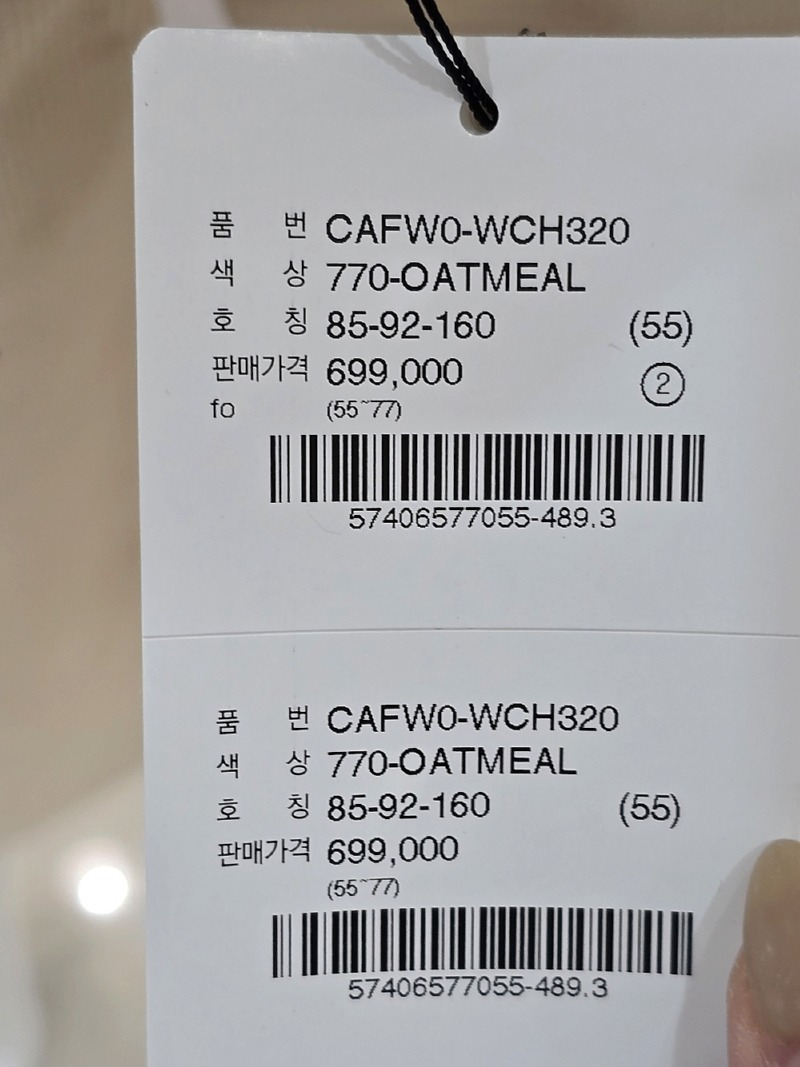 품 번 CAFW0-WCH320
색 상 770-OATMEAL
호 칭 85-92-160 (55)
판매가격 699,000 ②
fo (55~77)
57406577055-489.3
품 번 CAFW0-WCH320
색 상 770-OATMEAL
호 칭 85-92-160 (55)
판매가격 699,000
(55~77)
57406577055-489.3